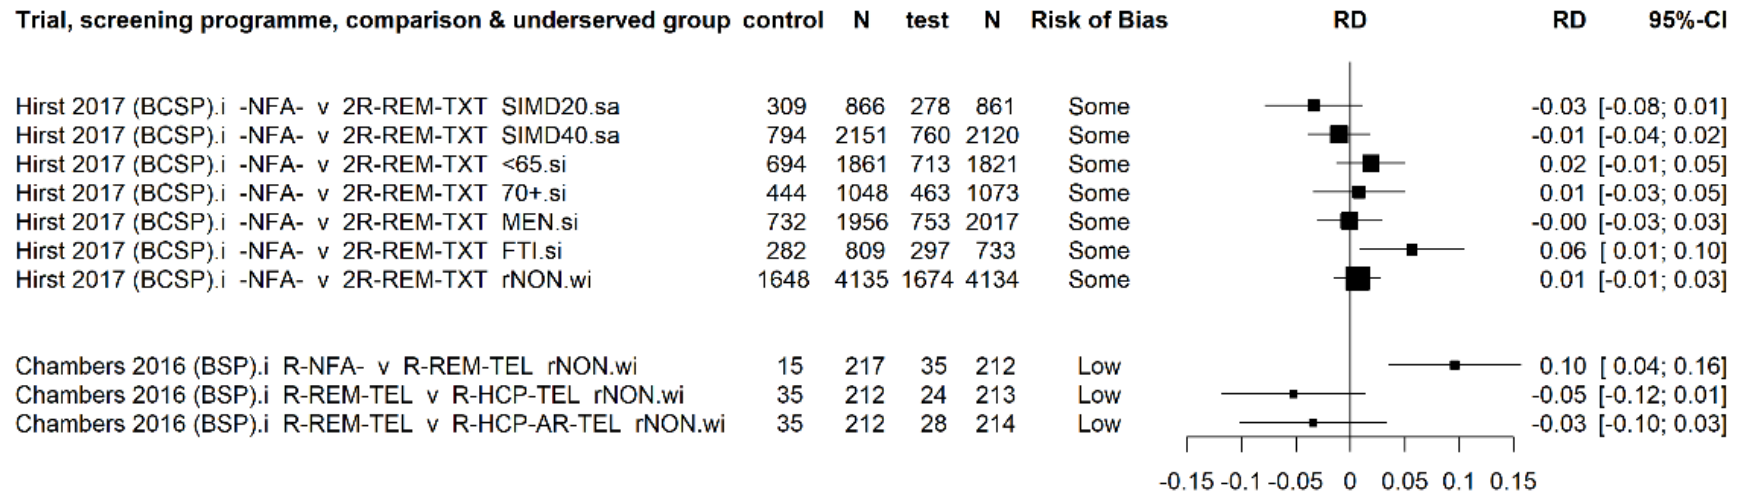 Trial, screening programme, comparison & underserved group control N test N Risk of Bias RD RD 95%-CI
Hirst 2017 (BCSP).i -NFA- v 2R-REM-TXT SIMD20.sa 309 866 278 861 Some -0.03 [-0.08; 0.01]
Hirst 2017 (BCSP).i -NFA- v 2R-REM-TXT SIMD40.sa 794 2151 760 2120 Some -0.01 [-0.04; 0.02]
Hirst 2017 (BCSP).i -NFA- v 2R-REM-TXT <65.si 694 1861 713 1821 Some 0.02 [-0.01; 0.05]
Hirst 2017 (BCSP).i -NFA- v 2R-REM-TXT 70+.si 444 1048 463 1073 Some 0.01 [-0.03; 0.05]
Hirst 2017 (BCSP).i -NFA- v 2R-REM-TXT MEN.si 732 1956 753 2017 Some -0.00 [-0.03; 0.03]
Hirst 2017 (BCSP).i -NFA- v 2R-REM-TXT FTI.si 282 809 297 733 Some 0.06 [ 0.01; 0.10]
Hirst 2017 (BCSP).i -NFA- v 2R-REM-TXT rNON.wi 1648 4135 1674 4134 Some 0.01 [-0.01; 0.03]
Chambers 2016 (BSP).i R-NFA- v R-REM-TEL rNON.wi 15 217 35 212 Low 0.10 [ 0.04; 0.16]
Chambers 2016 (BSP).i R-REM-TEL v R-HCP-TEL rNON.wi 35 212 24 213 Low -0.05 [-0.12; 0.01]
Chambers 2016 (BSP).i R-REM-TEL v R-HCP-AR-TEL rNON.wi 35 212 28 214 Low -0.03 [-0.10; 0.03]
-0.15 -0.1 -0.05 0 0.05 0.1 0.15